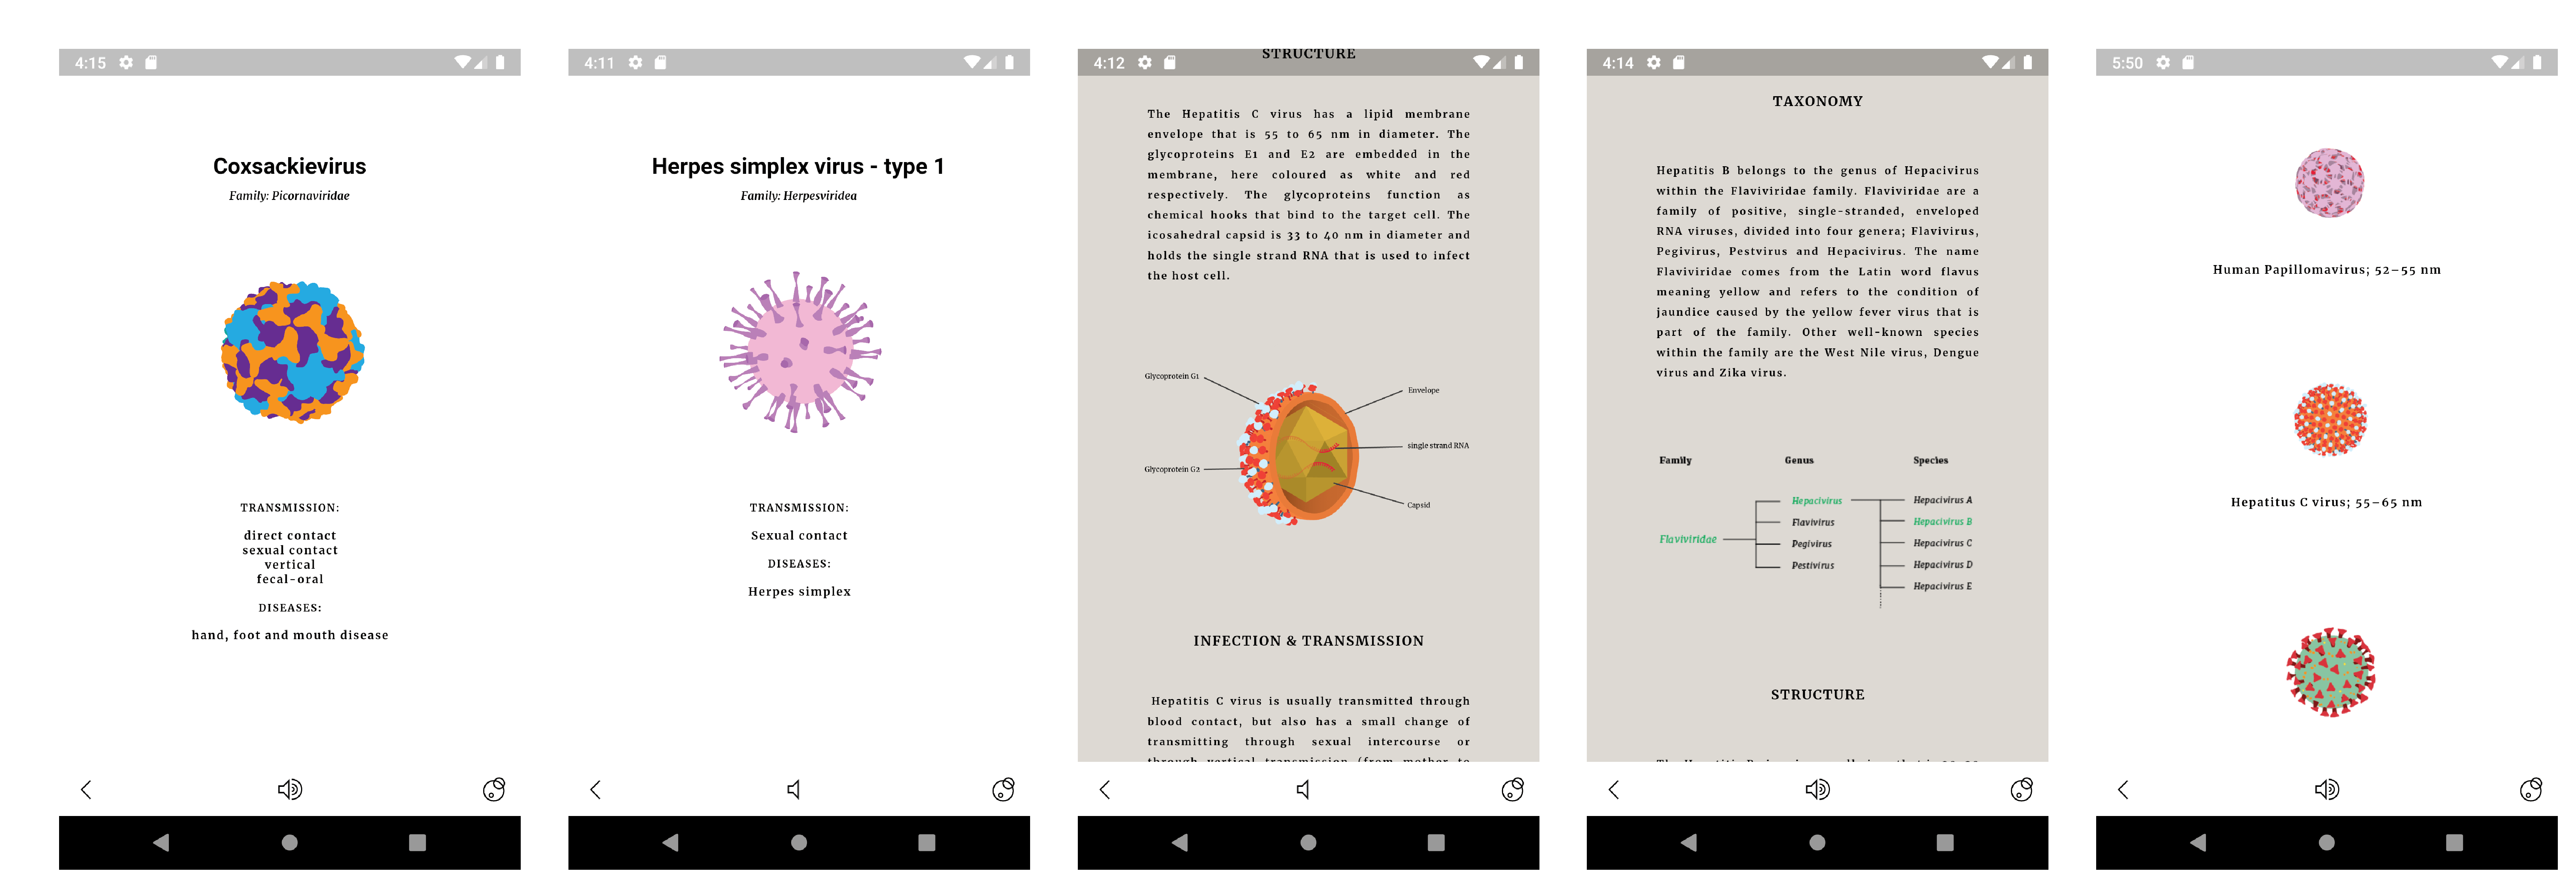 4:15
Coxsackievirus
Family: Picornaviridae
TRANSMISSION:
direct contact
sexual contact
vertical
fecal-oral
DISEASES:
hand, foot and mouth disease
4:11
Herpes simplex virus - type 1
Family: Herpesviridea
TRANSMISSION:
Sexual contact
DISEASES:
Herpes simplex
STRUCTURE
4:12
The Hepatitis C virus has a lipid membrane
envelope that is 55 to 65 nm in diameter. The
glycoproteins E1 and E2 are embedded in the
membrane, here coloured as white and red
respectively. The glycoproteins function as
chemical hooks that bind to the target cell. The
icosahedral capsid is 33 to 40 nm in diameter and
holds the single strand RNA that is used to infect
the host cell.
Glycoprotein G1
Envelope
single strand RNA
Glycoprotein G2
Capsid
INFECTION & TRANSMISSION
Hepatitis C virus is usually transmitted through
blood contact, but also has a small change of
transmitting through sexual intercourse or
through vertical transmission (from mother to
4:14
TAXONOMY
Hepatitis B belongs to the genus of Hepacivirus
within the Flaviviridae family. Flaviviridae are a
family of positive, single-stranded, enveloped
RNA viruses, divided into four genera; Flavivirus,
Pegivirus, Pestvirus and Hepacivirus. The name
Flaviviridae comes from the Latin word flavus
meaning yellow and refers to the condition of
jaundice caused by the yellow fever virus that is
part of the family. Other well-known species
within the family are the West Nile virus, Dengue
virus and Zika virus.
Family Genus Species
Hepacivirus Hepacivirus A
Flavivirus Hepacivirus B
Flaviviridae Pegivirus Hepacivirus C
Pestivirus Hepacivirus D
Hepacivirus E
STRUCTURE
5:50
Human Papillomavirus; 52–55 nm
Hepatitus C virus; 55–65 nm